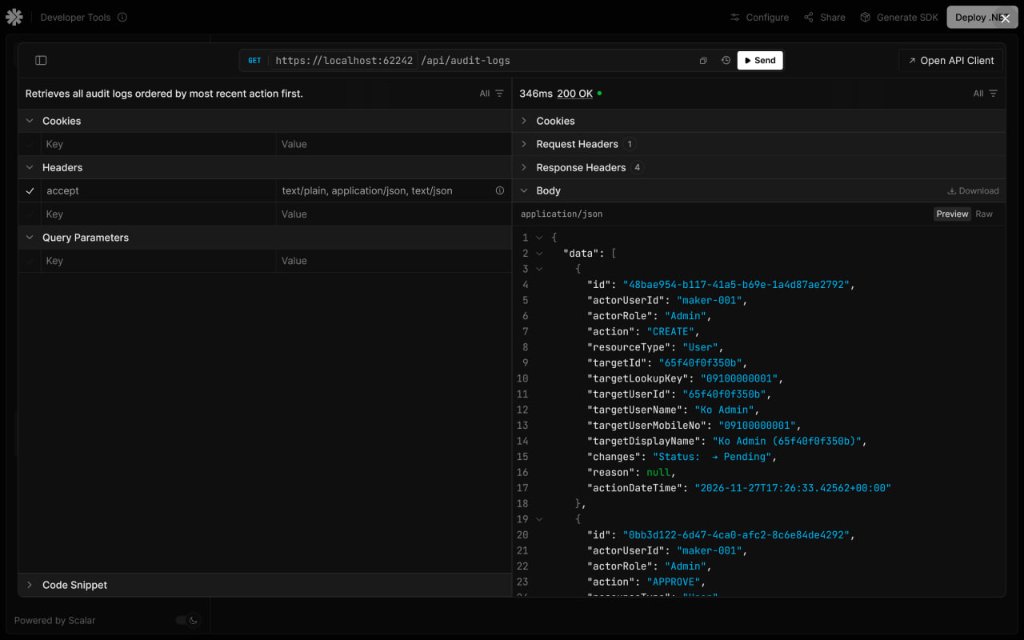 Developer Tools
Configure
Share
Generate SDK
Deploy .NET
GET https://localhost:62242 /api/audit-logs
Send
Open API Client
Retrieves all audit logs ordered by most recent action first.
All
346ms 200 OK
All
Cookies
Key Value
Headers
accept text/plain, application/json, text/json
Key Value
Query Parameters
Key Value
Code Snippet
Cookies
Request Headers 1
Response Headers 4
Body
Download
application/json
Preview Raw
1 {
2 "data": [
3 {
4 "id": "48bae954-b117-41a5-b69e-1a4d87ae2792",
5 "actorUserId": "maker-001",
6 "actorRole": "Admin",
7 "action": "CREATE",
8 "resourceType": "User",
9 "targetId": "65f40f0f350b",
10 "targetLookupKey": "09100000001",
11 "targetUserId": "65f40f0f350b",
12 "targetUserName": "Ko Admin",
13 "targetUserMobileNo": "09100000001",
14 "targetDisplayName": "Ko Admin (65f40f0f350b)",
15 "changes": "Status: → Pending",
16 "reason": null,
17 "actionDateTime": "2026-11-27T17:26:33.42562+00:00"
18 },
19 {
20 "id": "0bb3d122-6d47-4ca0-afc2-8c6e84de4292",
21 "actorUserId": "maker-001",
22 "actorRole": "Admin",
23 "action": "APPROVE",
Powered by Scalar